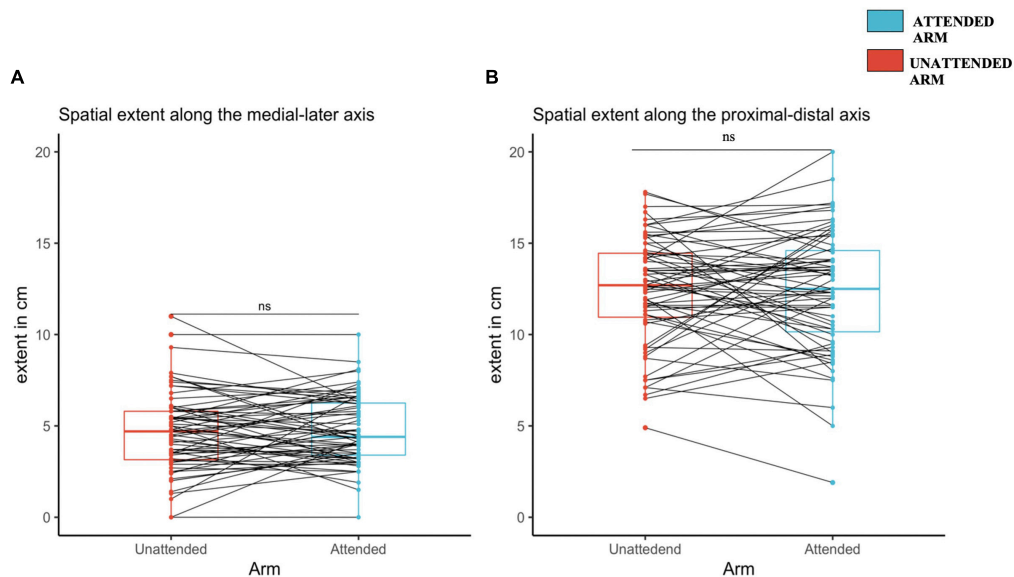 ATTENDED
ARM
UNATTENDED
ARM
A
Spatial extent along the medial-later axis
extent in cm
20
15
10
5
0
ns
Unattended
Attended
Arm
B
Spatial extent along the proximal-distal axis
extent in cm
20
15
10
5
0
ns
Unattedend
Attended
Arm